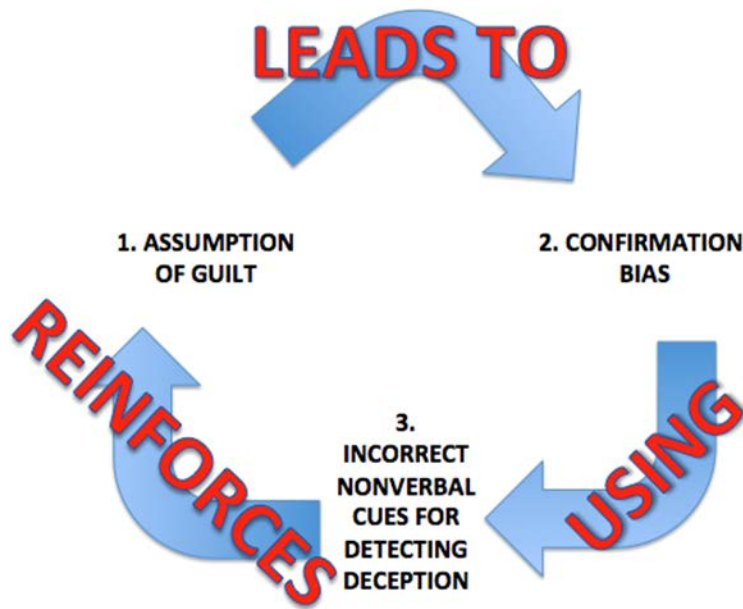 LEADS TO
1. ASSUMPTION
OF GUILT
2. CONFIRMATION
BIAS
USING
3.
INCORRECT
NONVERBAL
CUES FOR
DETECTING
DECEPTION
REINFORCES